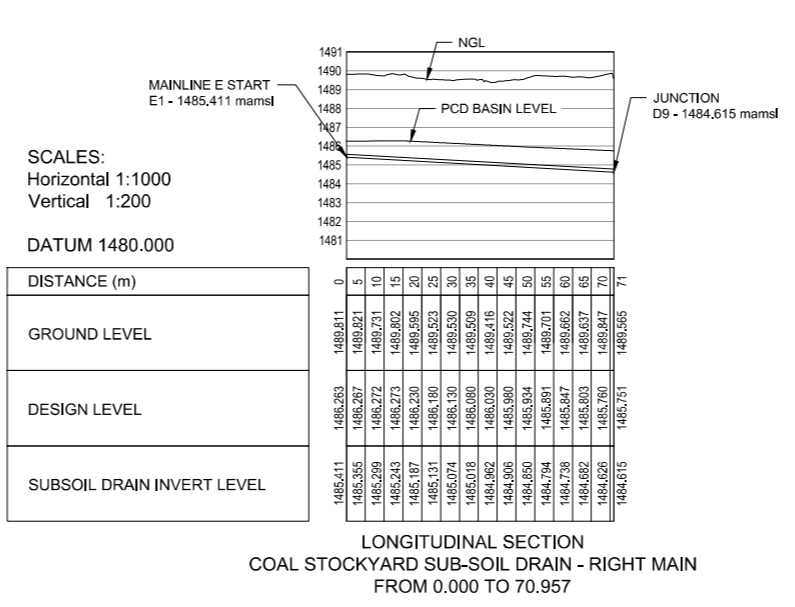 NGL
MAINLINE E START
E1 - 1485.411 mamsl
1491
1490
1489
1488
1487
1486
1485
1484
1483
1482
1481
PCD BASIN LEVEL
JUNCTION
D9 - 1484.615 mamsl
SCALES:
Horizontal 1:1000
Vertical 1:200
DATUM 1480.000
DISTANCE (m) 0 5 10 15 20 25 30 35 40 45 50 55 60 65 70 71
GROUND LEVEL 1489.811 1489.821 1489.731 1489.802 1489.595 1489.523 1489.530 1489.509 1489.416 1489.522 1489.744 1489.701 1489.662 1489.637 1489.847 1489.565
DESIGN LEVEL 1486.263 1486.267 1486.272 1486.273 1486.230 1486.180 1486.130 1486.080 1486.030 1485.980 1485.934 1485.891 1485.847 1485.803 1485.760 1485.751
SUBSOIL DRAIN INVERT LEVEL 1485.411 1485.355 1485.299 1485.243 1485.187 1485.131 1485.074 1485.018 1484.962 1484.906 1484.850 1484.794 1484.738 1484.682 1484.626 1484.615
LONGITUDINAL SECTION
COAL STOCKYARD SUB-SOIL DRAIN - RIGHT MAIN
FROM 0.000 TO 70.957